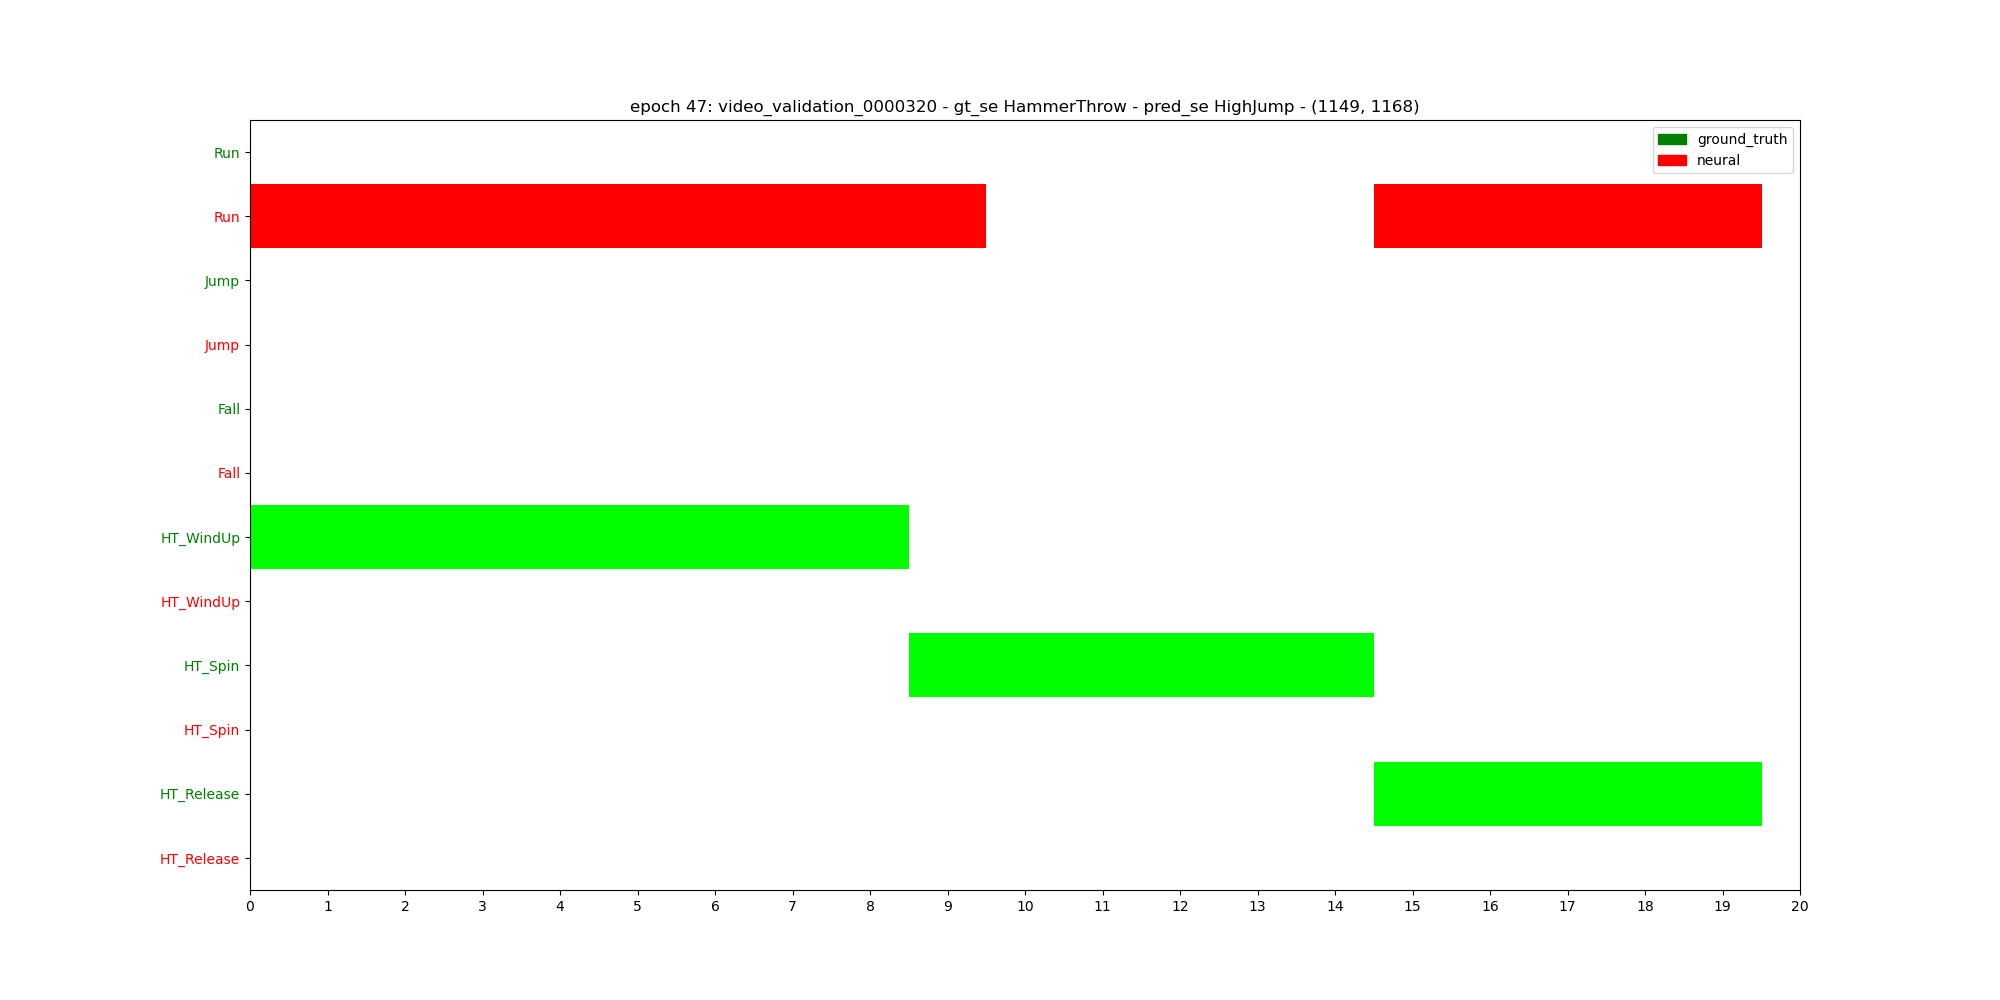 epoch 47: video_validation_0000320 - gt_se HammerThrow - pred_se HighJump - (1149, 1168)
ground_truth
neural
Run
Run
Jump
Jump
Fall
Fall
HT_WindUp
HT_WindUp
HT_Spin
HT_Spin
HT_Release
HT_Release
0 1 2 3 4 5 6 7 8 9 10 11 12 13 14 15 16 17 18 19 20